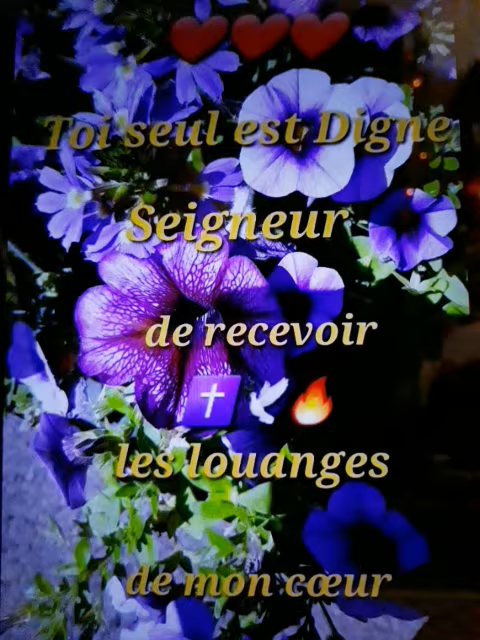 Toi seul est Digne
Seigneur
de recevoir
les louanges
de mon cœur